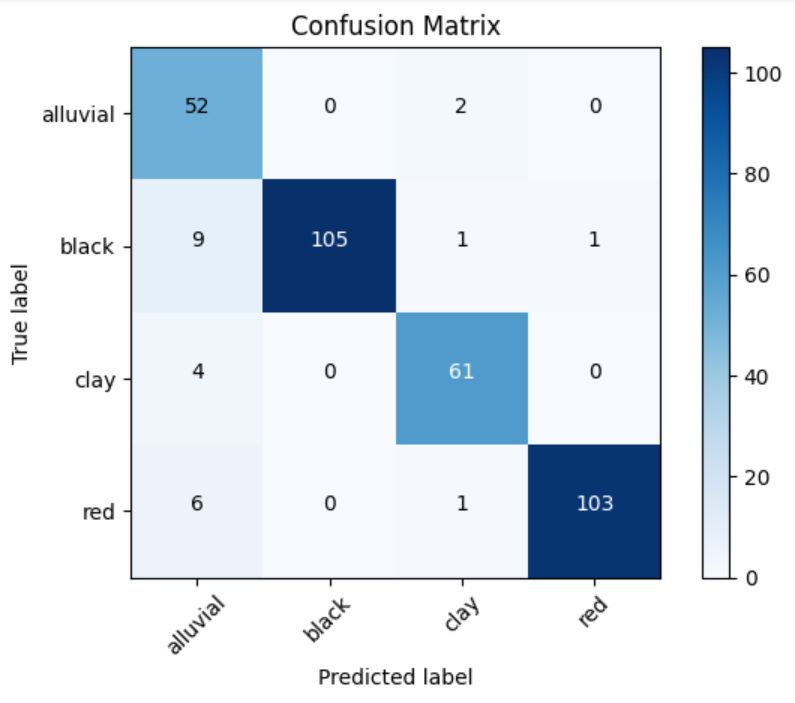 Confusion Matrix
alluvial 52 0 2 0
black 9 105 1 1
clay 4 0 61 0
red 6 0 1 103
alluvial black clay red
True label
Predicted label
100
80
60
40
20
0